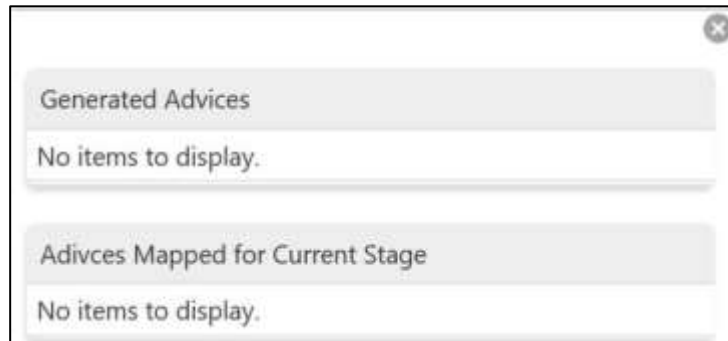 Generated Advices
No items to display.
Adivces Mapped for Current Stage
No items to display.